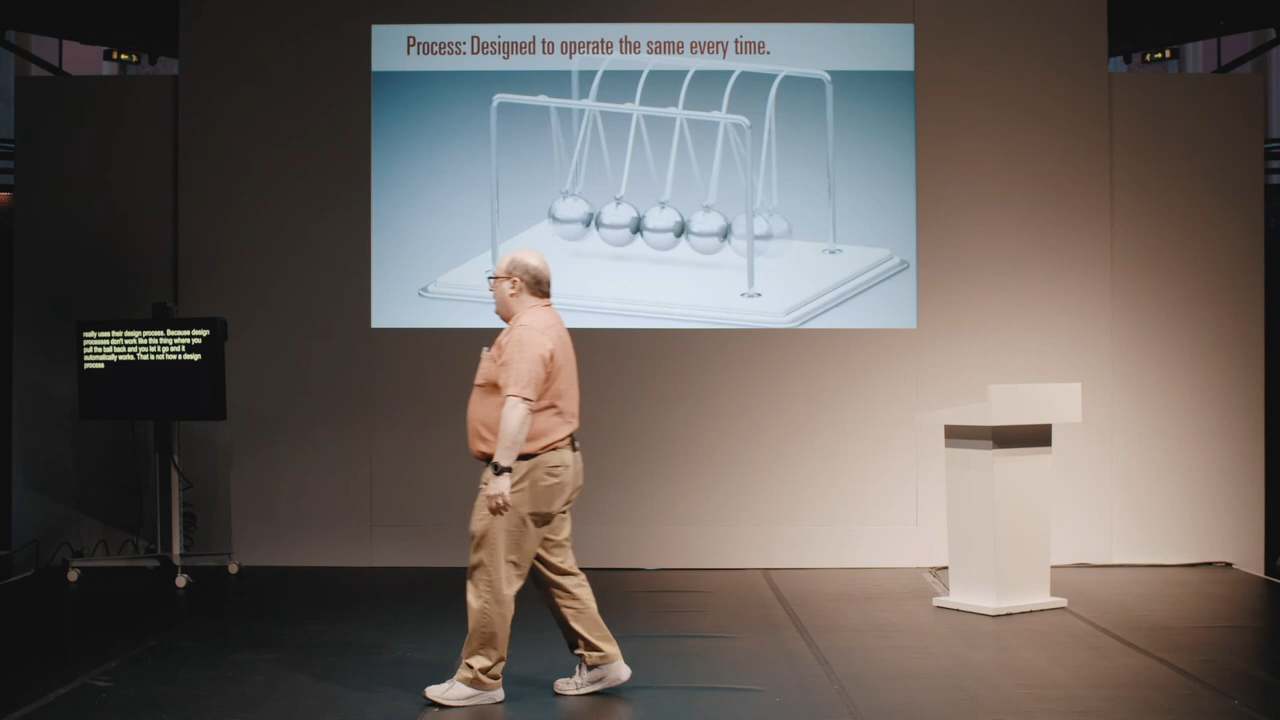 Process: Designed to operate the same every time.
really uses their design process. Because design
processes don't work like this thing where you
pull the ball back and you let it go and it
automatically works. That is not how a design
process